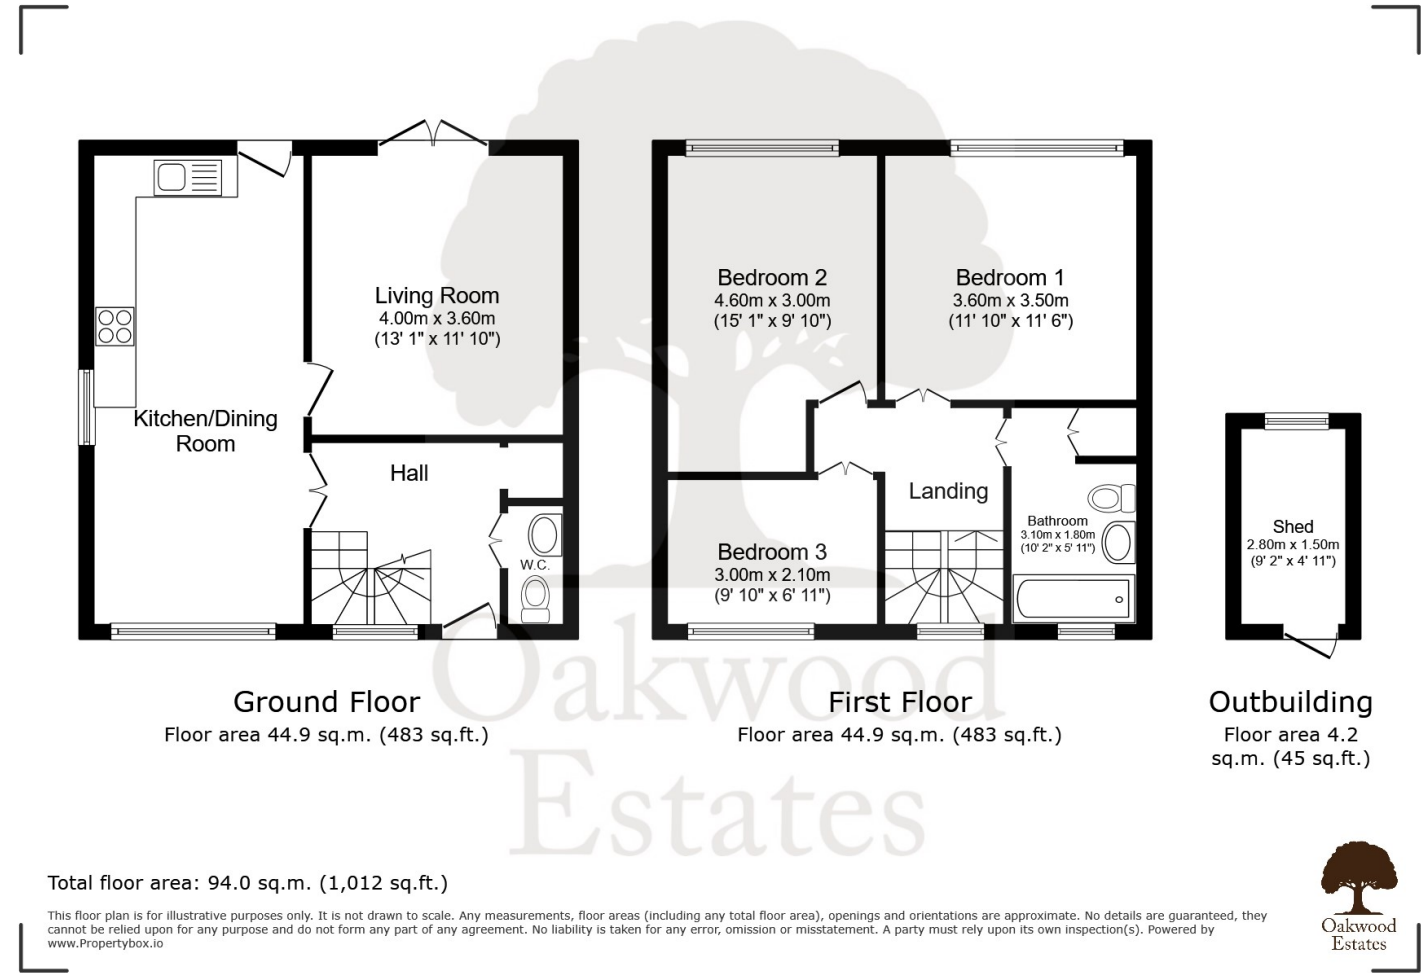 Living Room
4.00m x 3.60m
(13' 1" x 11' 10")
Kitchen/Dining
Room
Hall
W.C.
Ground Floor
Floor area 44.9 sq.m. (483 sq.ft.)
Bedroom 2
4.60m x 3.00m
(15' 1" x 9' 10")
Bedroom 1
3.60m x 3.50m
(11' 10" x 11' 6")
Landing
Bathroom
3.10m x 1.80m
(10' 2" x 5' 11")
Bedroom 3
3.00m x 2.10m
(9' 10" x 6' 11")
First Floor
Floor area 44.9 sq.m. (483 sq.ft.)
Shed
2.80m x 1.50m
(9' 2" x 4' 11")
Outbuilding
Floor area 4.2
sq.m. (45 sq.ft.)
Oakwood
Estates
Total floor area: 94.0 sq.m. (1,012 sq.ft.)
This floor plan is for illustrative purposes only. It is not drawn to scale. Any measurements, floor areas (including any total floor area), openings and orientations are approximate. No details are guaranteed, they
cannot be relied upon for any purpose and do not form any part of any agreement. No liability is taken for any error, omission or misstatement. A party must rely upon its own inspection(s). Powered by
www.Propertybox.io
Oakwood
Estates